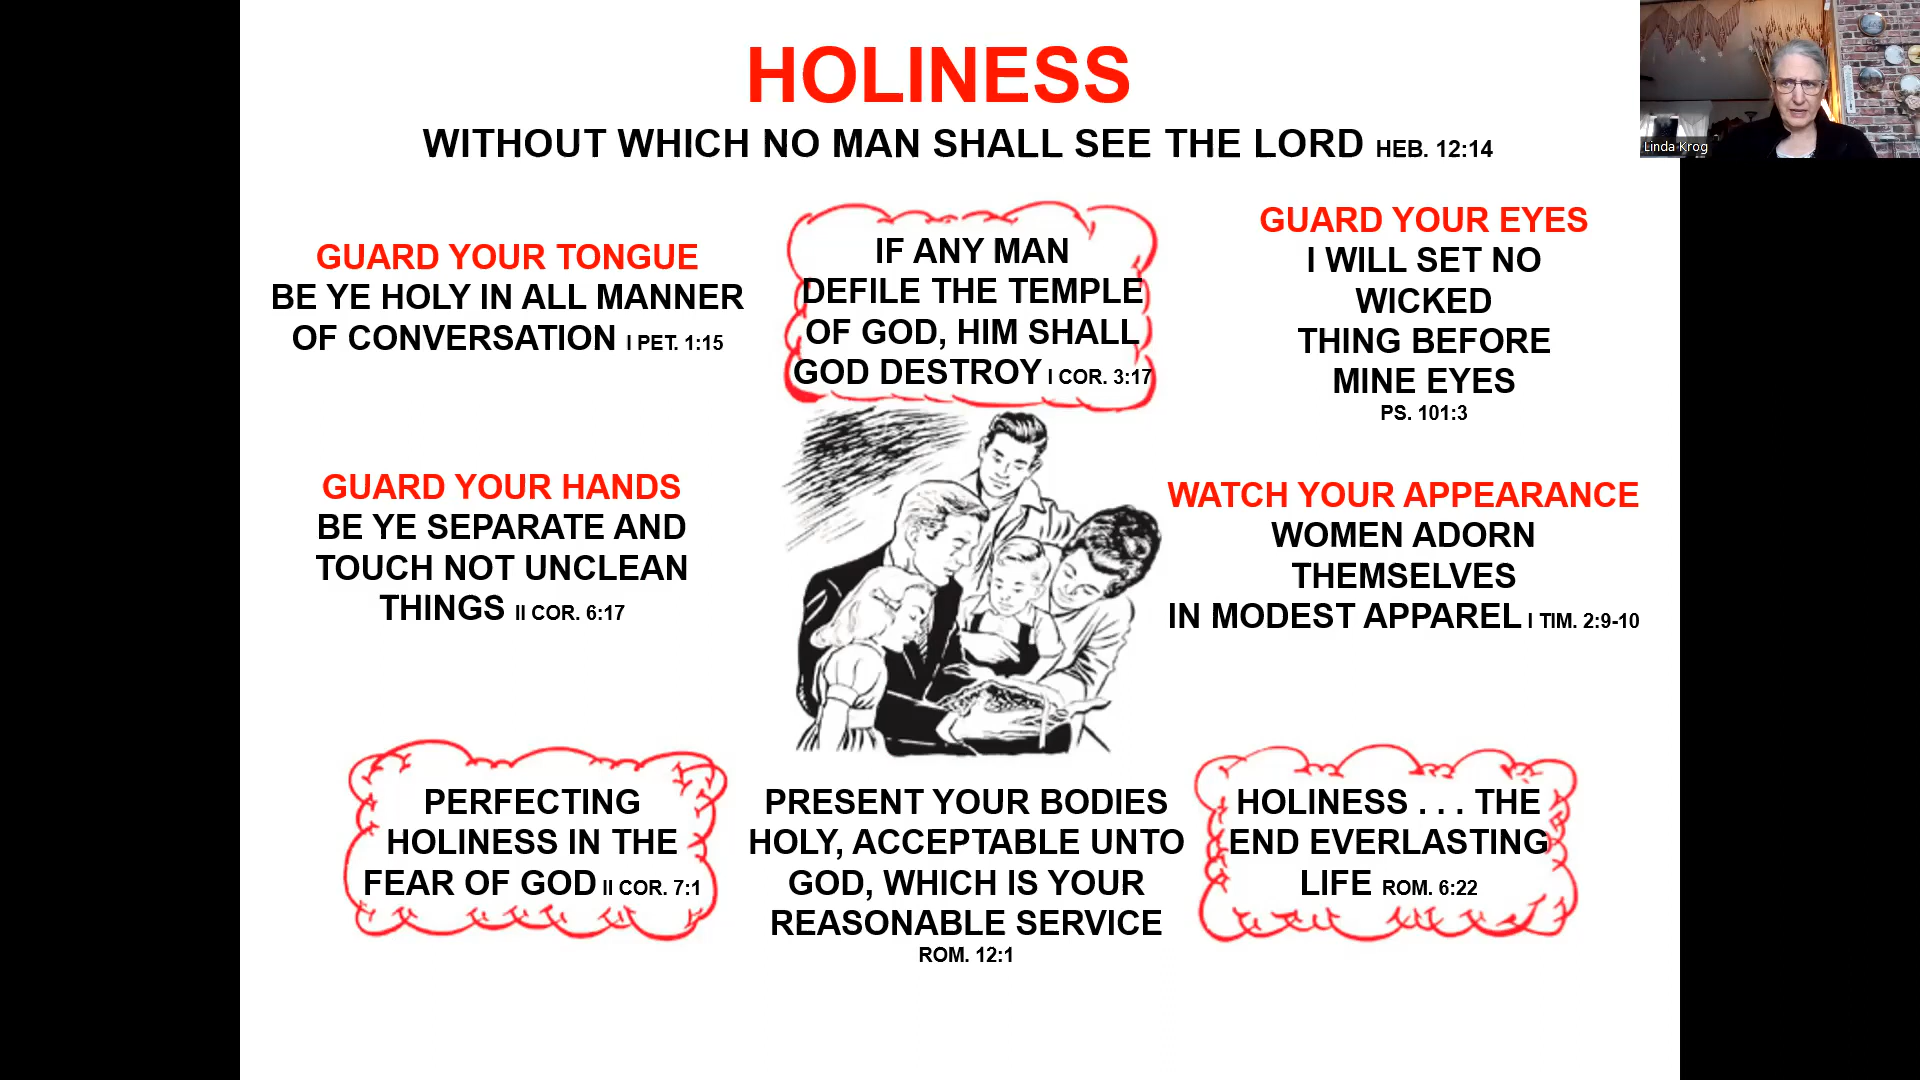 HOLINESS
WITHOUT WHICH NO MAN SHALL SEE THE LORD HEB. 12:14
Linda Krog
GUARD YOUR TONGUE
BE YE HOLY IN ALL MANNER
OF CONVERSATION I PET. 1:15
IF ANY MAN
DEFILE THE TEMPLE
OF GOD, HIM SHALL
GOD DESTROY I COR. 3:17
GUARD YOUR EYES
I WILL SET NO
WICKED
THING BEFORE
MINE EYES
PS. 101:3
GUARD YOUR HANDS
BE YE SEPARATE AND
TOUCH NOT UNCLEAN
THINGS II COR. 6:17
WATCH YOUR APPEARANCE
WOMEN ADORN
THEMSELVES
IN MODEST APPAREL I TIM. 2:9-10
PERFECTING
HOLINESS IN THE
FEAR OF GOD II COR. 7:1
PRESENT YOUR BODIES
HOLY, ACCEPTABLE UNTO
GOD, WHICH IS YOUR
REASONABLE SERVICE
ROM. 12:1
HOLINESS . . . THE
END EVERLASTING
LIFE ROM. 6:22